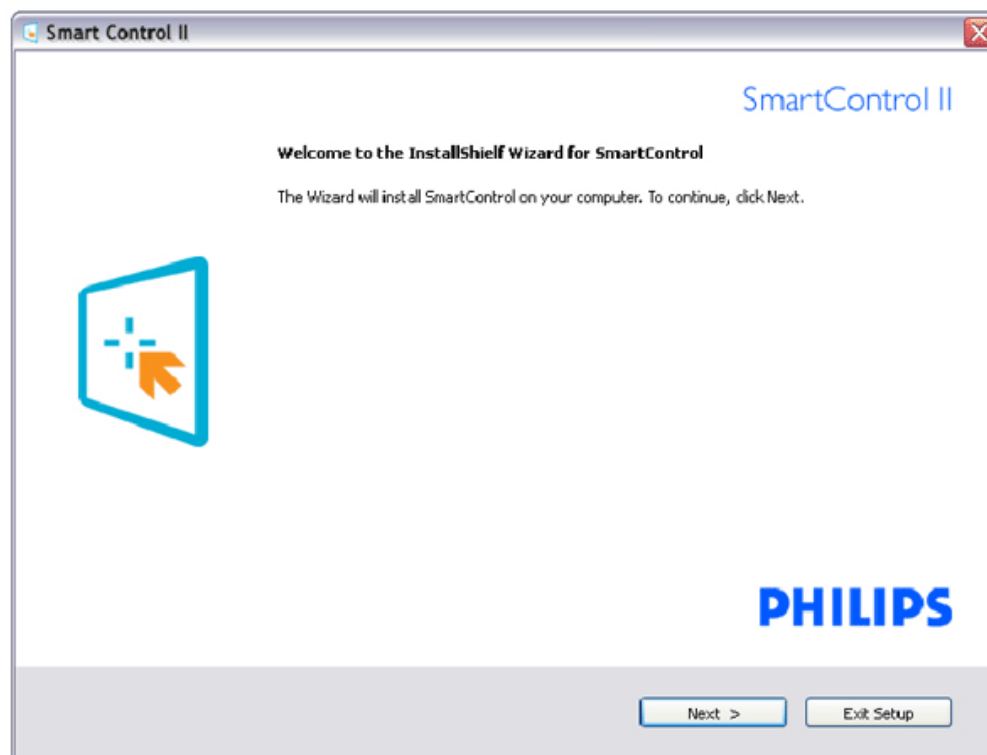 Smart Control II
SmartControl II
Welcome to the InstallShielf Wizard for SmartControl
The Wizard will install SmartControl on your computer. To continue, click Next.
PHILIPS
Next >
Exit Setup